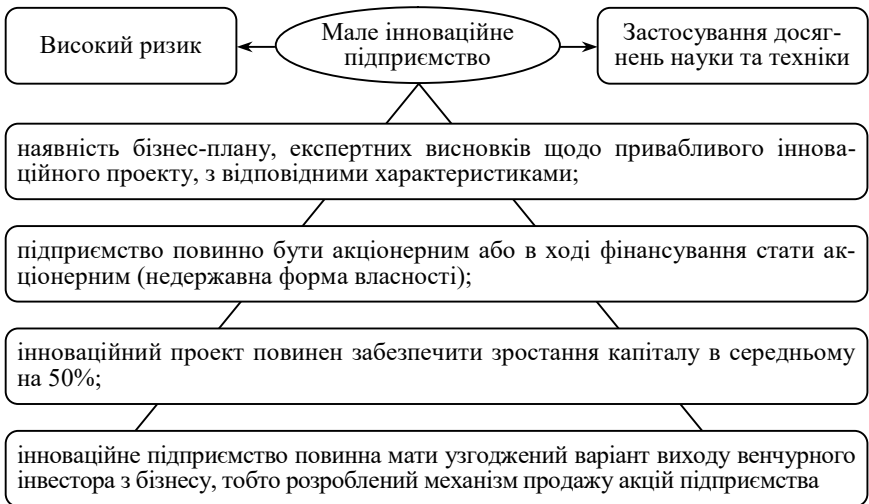 Високий ризик
Мале інноваційне
підприємство
Застосування досяг-
нень науки та техніки
наявність бізнес-плану, експертних висновків щодо привабливого іннова-
ційного проекту, з відповідними характеристиками;
підприємство повинно бути акціонерним або в ході фінансування стати ак-
ціонерним (недержавна форма власності);
інноваційний проект повинен забезпечити зростання капіталу в середньому
на 50%;
інноваційне підприємство повинна мати узгоджений варіант виходу венчурного
інвестора з бізнесу, тобто розроблений механізм продажу акцій підприємства